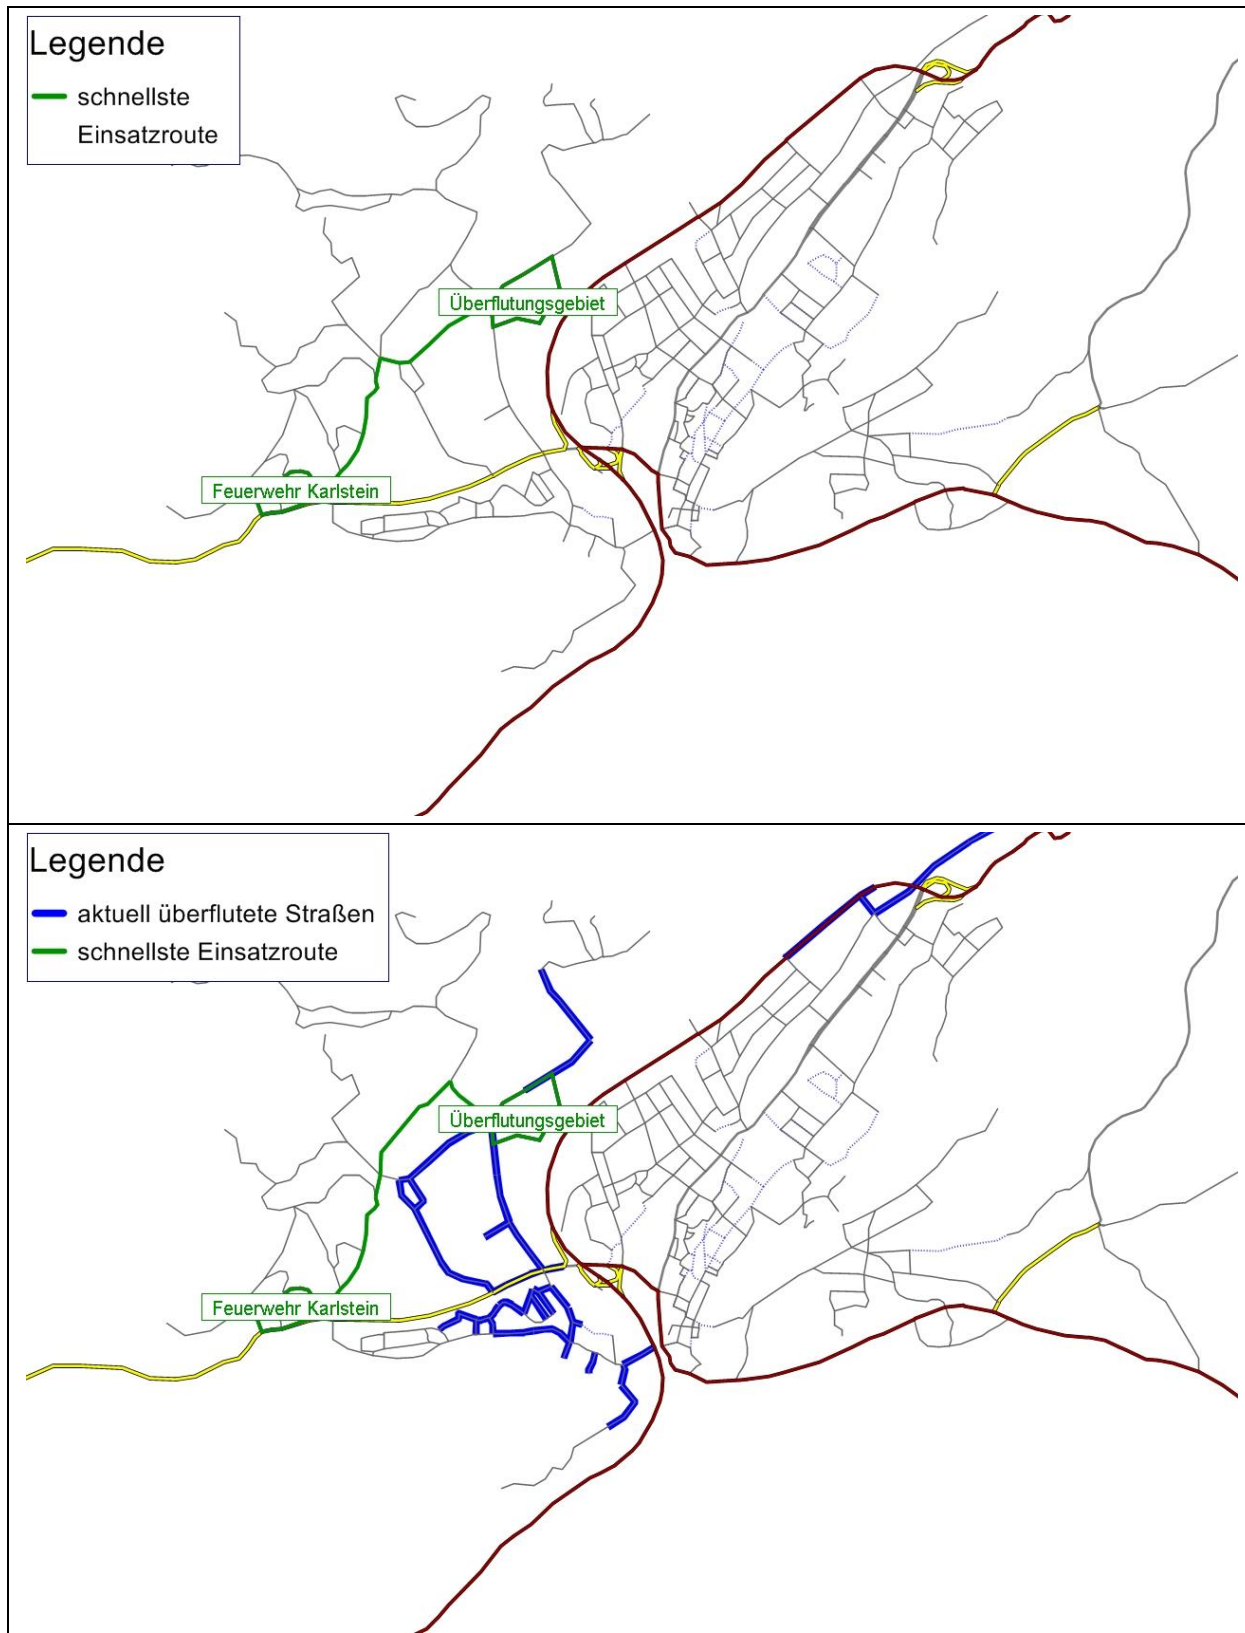 Legende
schnellste
Einsatzroute
Überflutungsgebiet
Feuerwehr Karlstein
Legende
aktuell überflutete Straßen
schnellste Einsatzroute
Überflutungsgebiet
Feuerwehr Karlstein